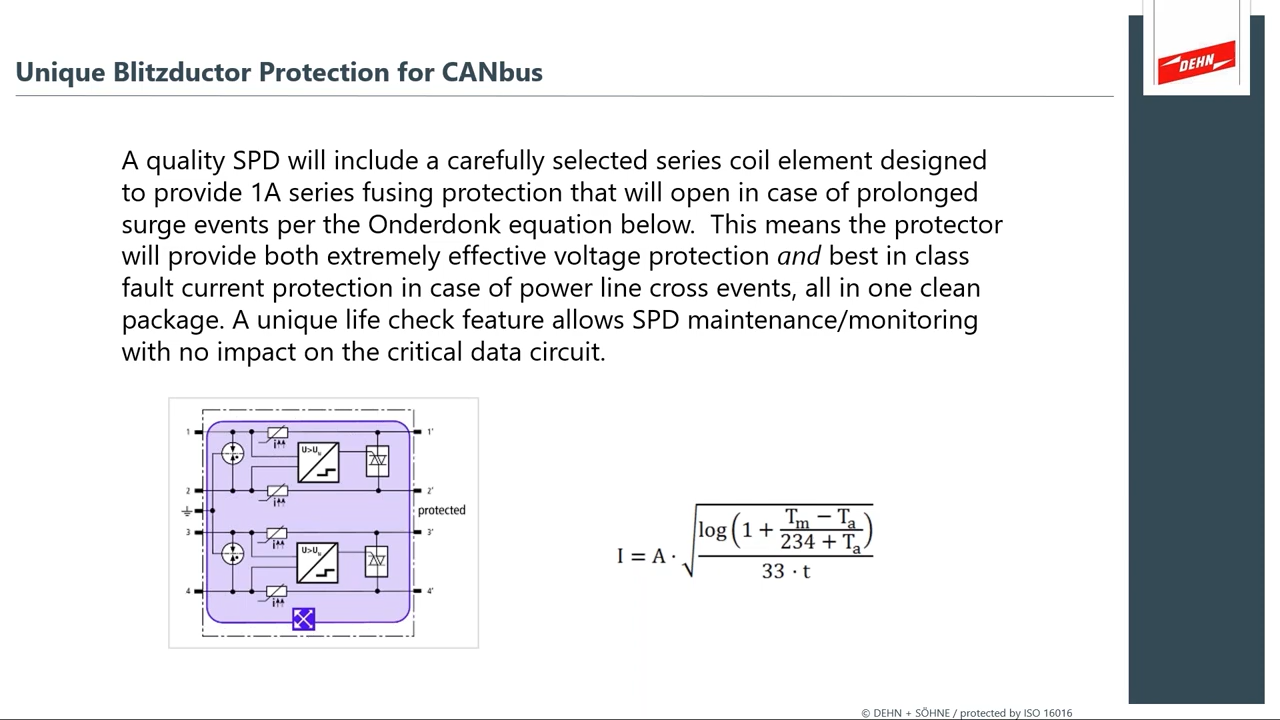 Unique Blitzductor Protection for CANbus
DEHN
A quality SPD will include a carefully selected series coil element designed
to provide 1A series fusing protection that will open in case of prolonged
surge events per the Onderdonk equation below.  This means the protector
will provide both extremely effective voltage protection and best in class
fault current protection in case of power line cross events, all in one clean
package. A unique life check feature allows SPD maintenance/monitoring
with no impact on the critical data circuit.
1 1'
U>U
2 2'
protected
3 3'
U>U
4 4'
I = A · √(log(1 + (Tm − Ta)/(234 + Ta))/(33 · t))
© DEHN + SÖHNE / protected by ISO 16016